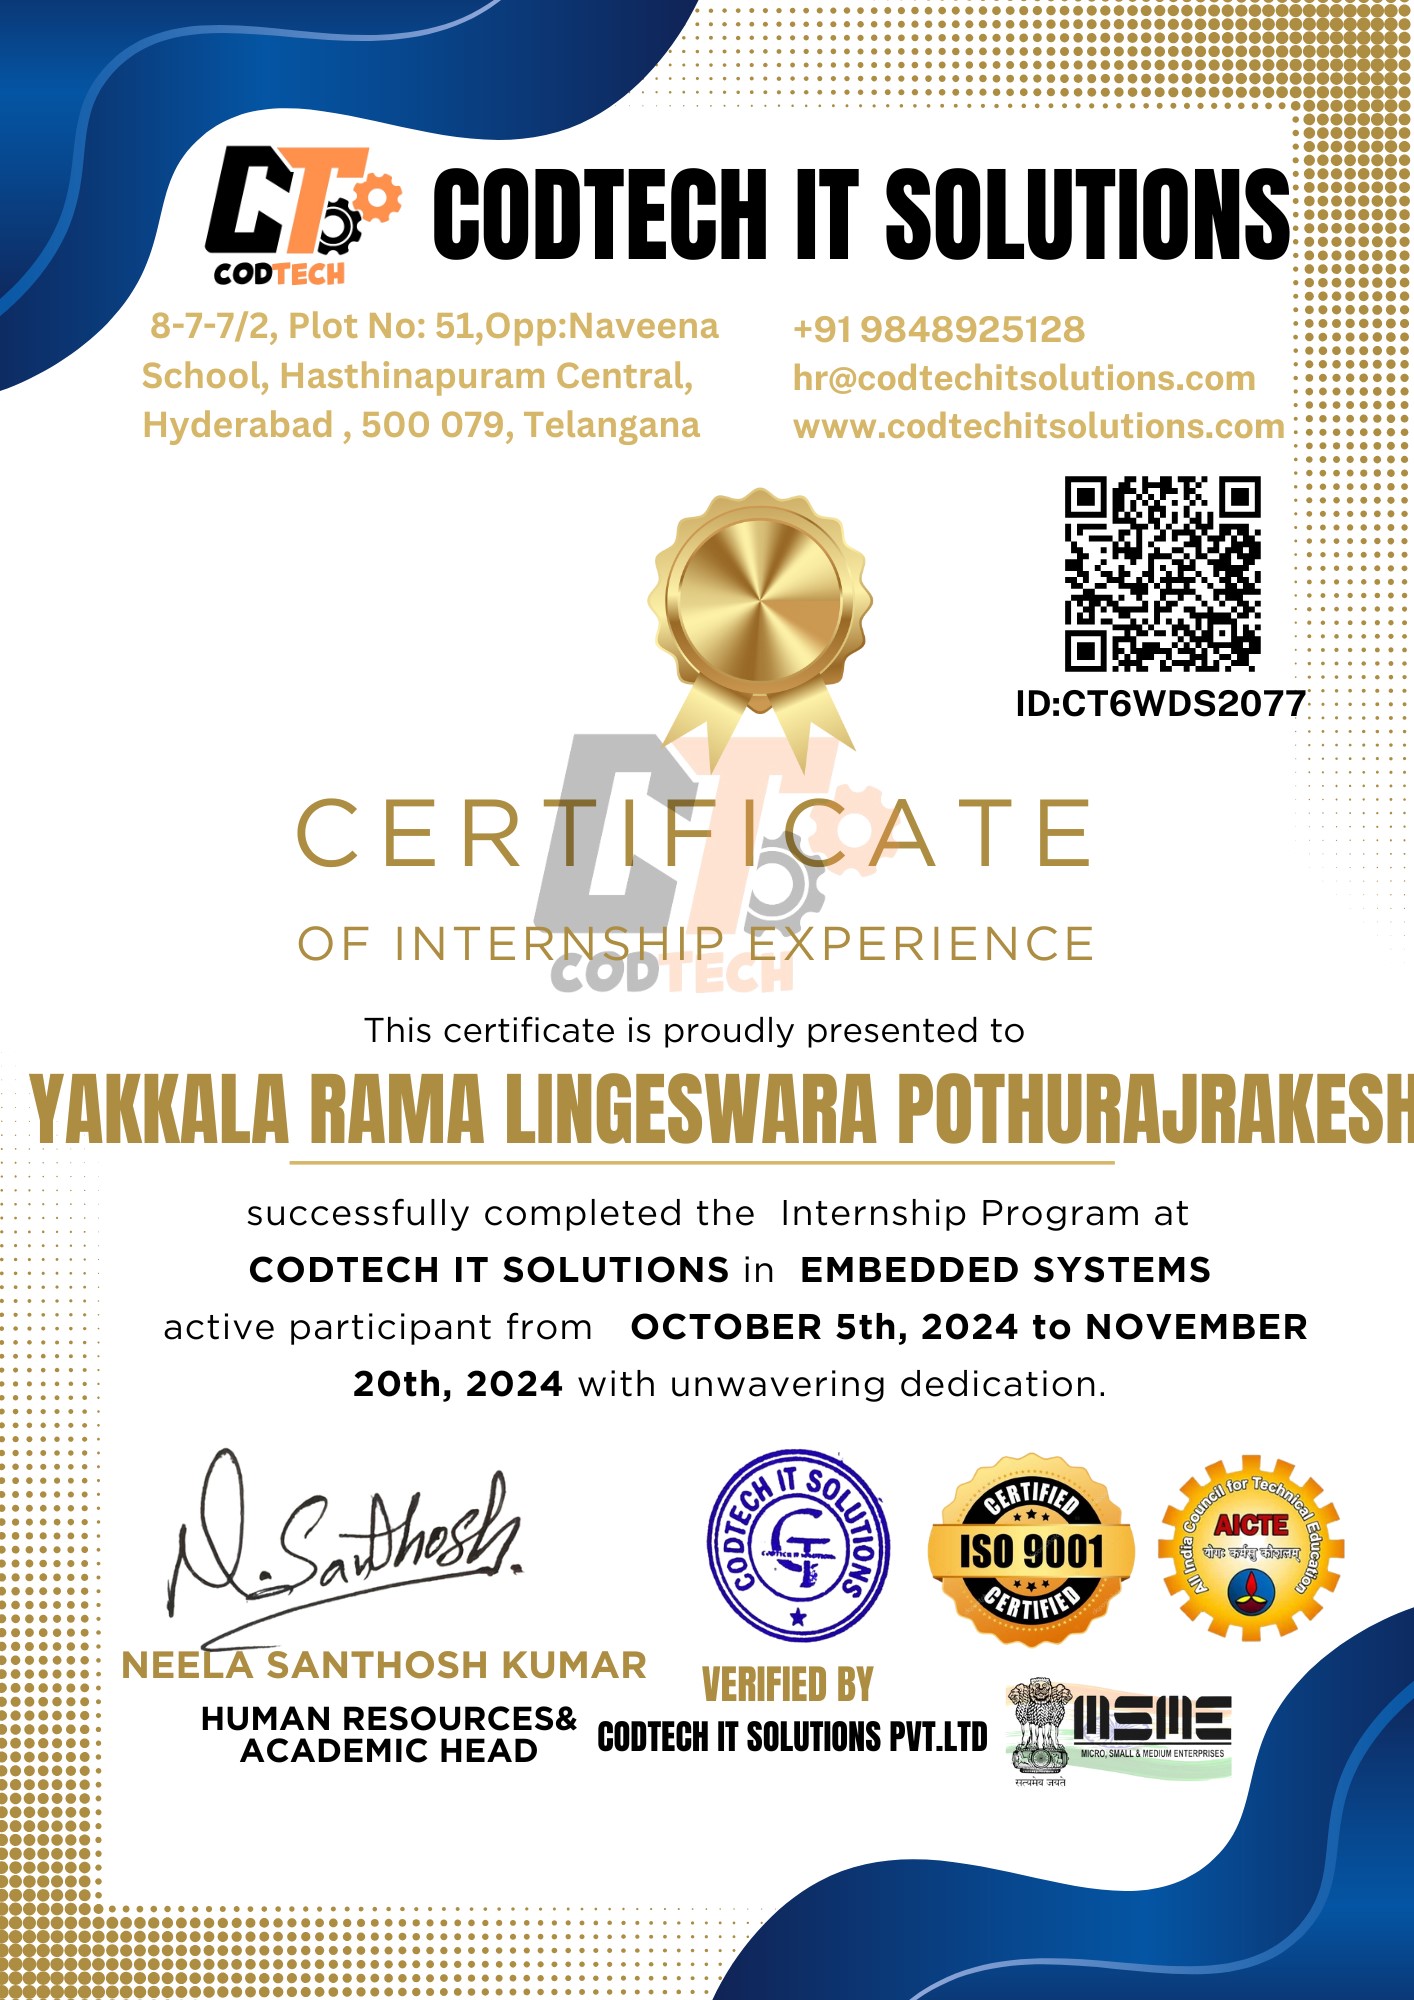 CT
CODTECH
CODTECH IT SOLUTIONS
8-7-7/2, Plot No: 51,Opp:Naveena
School, Hasthinapuram Central,
Hyderabad , 500 079, Telangana
+91 9848925128
hr@codtechitsolutions.com
www.codtechitsolutions.com
ID:CT6WDS2077
CT
CERTIFICATE
OF INTERNSHIP EXPERIENCE
CODTECH
This certificate is proudly presented to
YAKKALA RAMA LINGESWARA POTHURAJRAKESH
successfully completed the Internship Program at
CODTECH IT SOLUTIONS in EMBEDDED SYSTEMS
active participant from OCTOBER 5th, 2024 to NOVEMBER
20th, 2024 with unwavering dedication.
N. Santhosh.
NEELA SANTHOSH KUMAR
HUMAN RESOURCES&
ACADEMIC HEAD
CODTECH IT SOLUTIONS
CT
VERIFIED BY
CODTECH IT SOLUTIONS PVT.LTD
CERTIFIED
ISO 9001
CERTIFIED
All India Council for Technical Education
AICTE
योगः कर्मसु कौशलम्
MSME
MICRO, SMALL & MEDIUM ENTERPRISES
सत्यमेव जयते